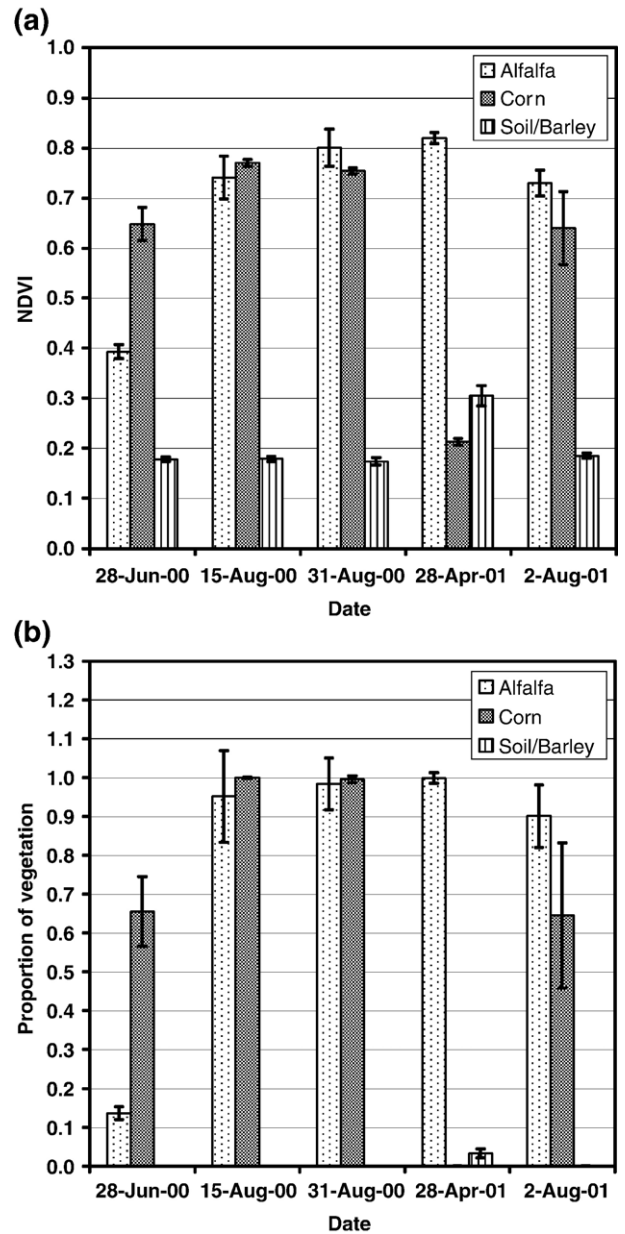 (a)
1.0
0.9
0.8
0.7
0.6
0.5
0.4
0.3
0.2
0.1
0.0
NDVI
Alfalfa
Corn
Soil/Barley
28-Jun-00 15-Aug-00 31-Aug-00 28-Apr-01 2-Aug-01
Date
(b)
1.3
1.2
1.1
1.0
0.9
0.8
0.7
0.6
0.5
0.4
0.3
0.2
0.1
0.0
Proportion of vegetation
Alfalfa
Corn
Soil/Barley
28-Jun-00 15-Aug-00 31-Aug-00 28-Apr-01 2-Aug-01
Date